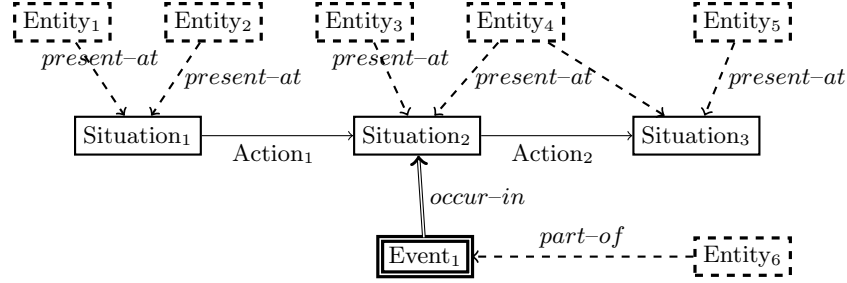 Entity₁ Entity₂ Entity₃ Entity₄ Entity₅
present–at present–at present–at present–at present–at
Situation₁ Situation₂ Situation₃
Action₁ Action₂
occur–in
part–of
Event₁ Entity₆